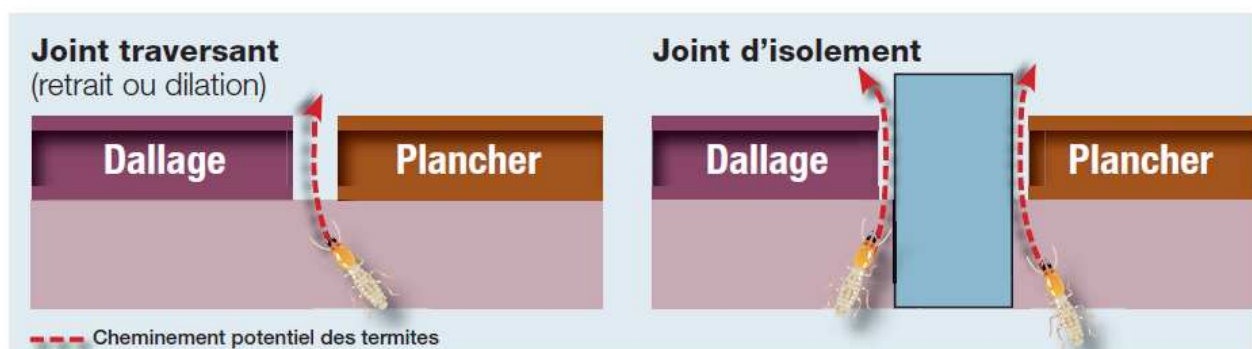 Joint traversant
(retrait ou dilation)
Dallage
Plancher
Cheminement potentiel des termites
Joint d'isolement
Dallage
Plancher